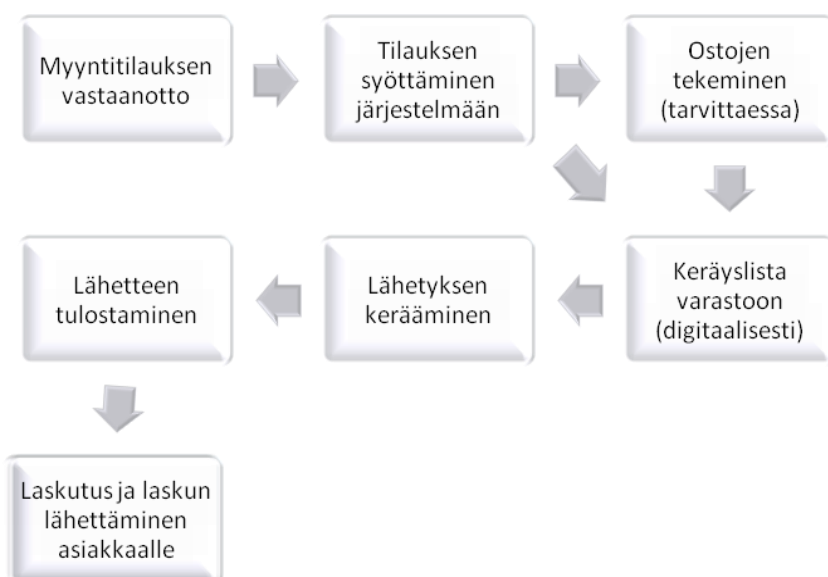 Myyntitilauksen
vastaanotto
Tilauksen
syöttäminen
järjestelmään
Ostojen
tekeminen
(tarvittaessa)
Keräyslista
varastoon
(digitaalisesti)
Lähetyksen
kerääminen
Lähetteen
tulostaminen
Laskutus ja laskun
lähettäminen
asiakkaalle